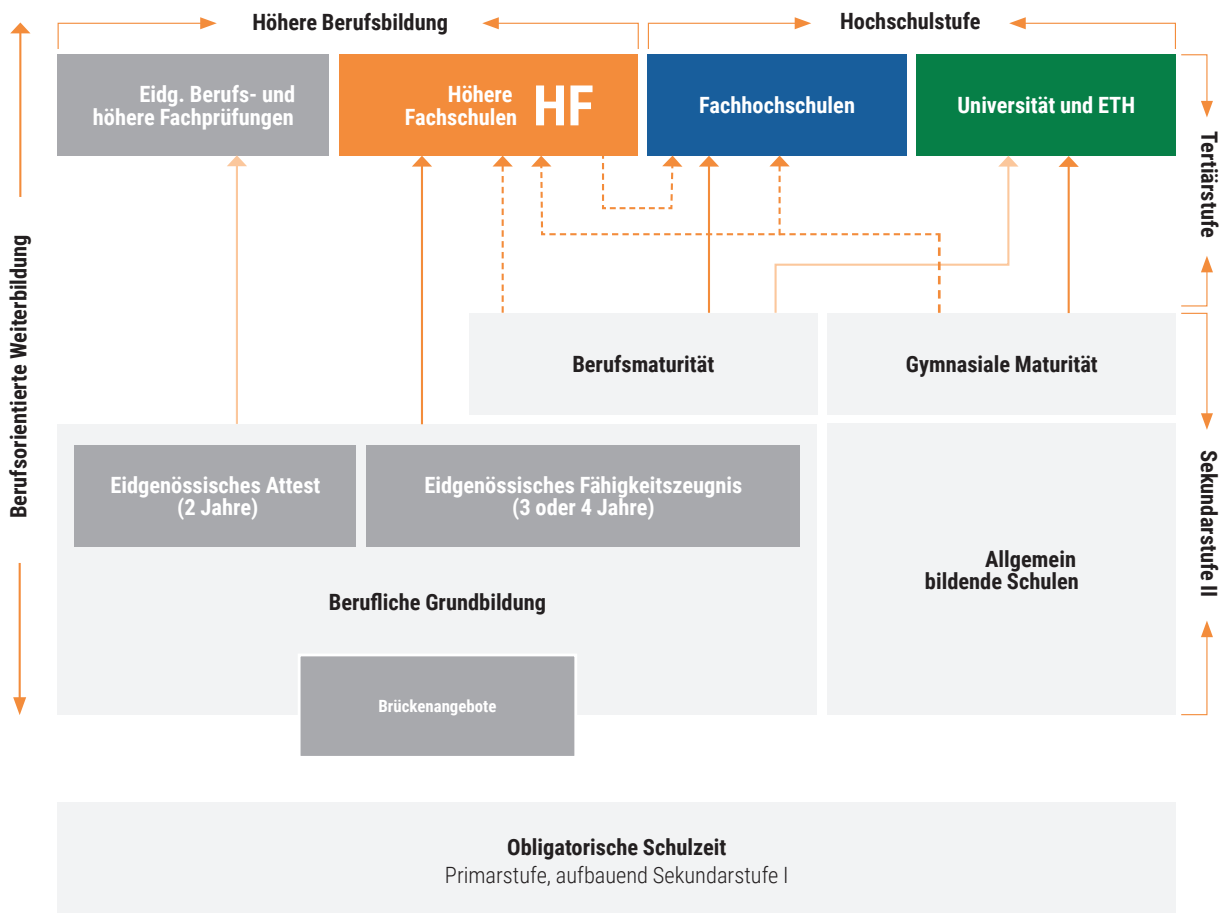 Höhere Berufsbildung
Hochschulstufe
Eidg. Berufs- und
höhere Fachprüfungen
Höhere
Fachschulen
HF
Fachhochschulen
Universität und ETH
Tertiärstufe
Berufsorientierte Weiterbildung
Berufsmaturität
Gymnasiale Maturität
Eidgenössisches Attest
(2 Jahre)
Eidgenössisches Fähigkeitszeugnis
(3 oder 4 Jahre)
Sekundarstufe II
Allgemein
bildende Schulen
Berufliche Grundbildung
Brückenangebote
Obligatorische Schulzeit
Primarstufe, aufbauend Sekundarstufe I